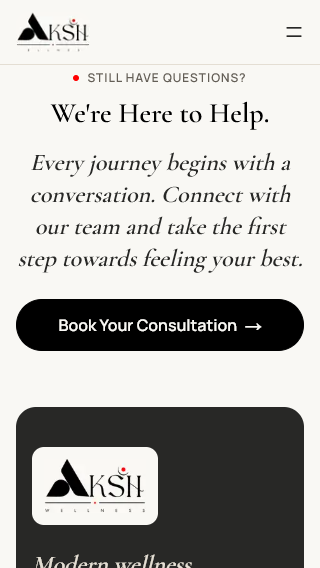 AKSH
WELLNESS
STILL HAVE QUESTIONS?
We're Here to Help.
Every journey begins with a
conversation. Connect with
our team and take the first
step towards feeling your best.
Book Your Consultation →
AKSH
WELLNESS
Modern wellness